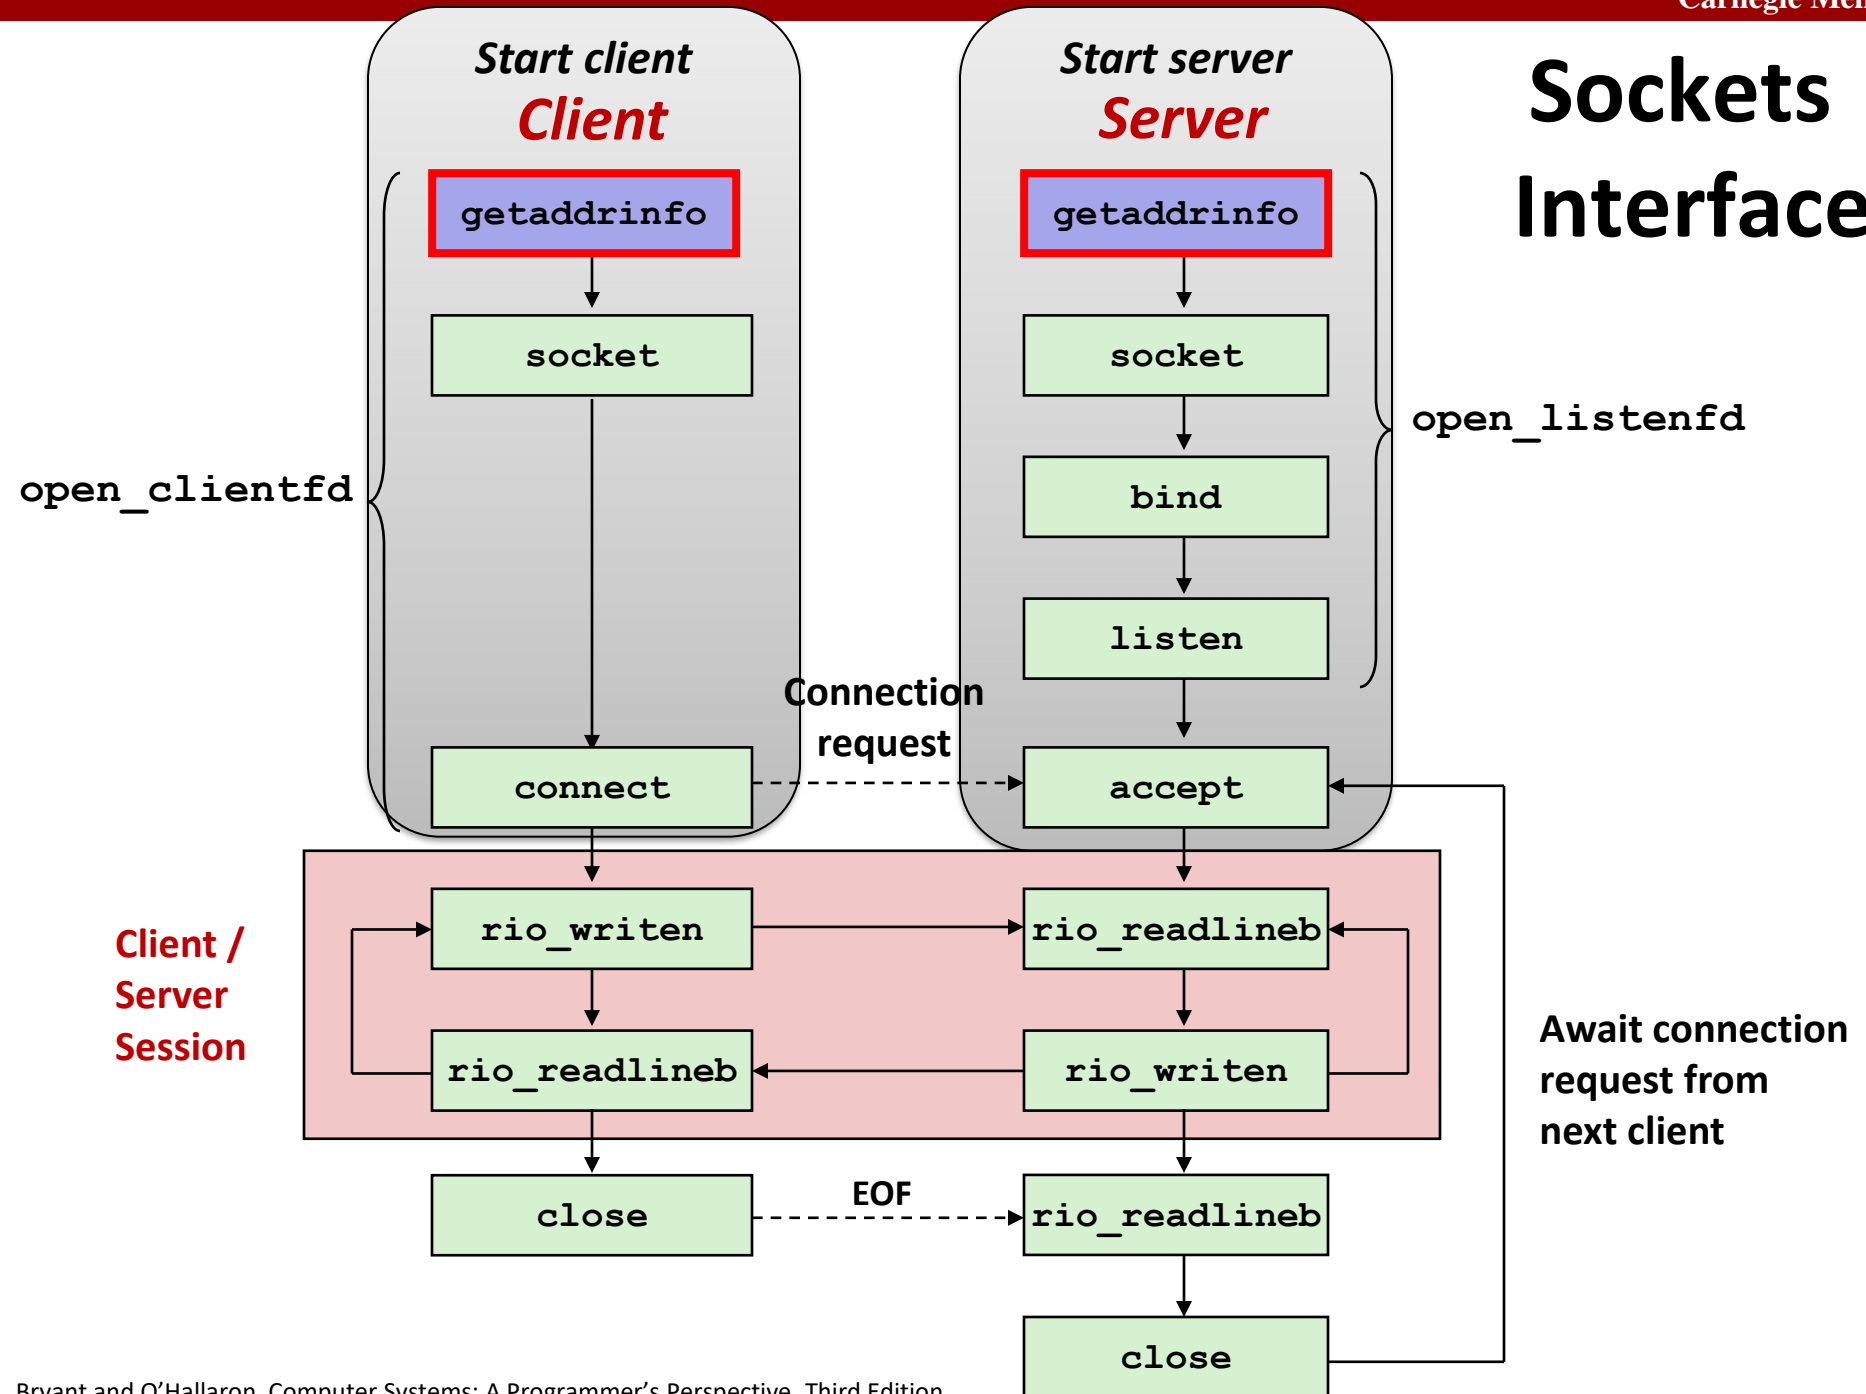 Carnegie
Sockets
Interface
Start client
Client
Start server
Server
getaddrinfo
getaddrinfo
socket
socket
open_listenfd
open_clientfd
bind
listen
Connection
request
connect
accept
Client /
Server
Session
rio_writen
rio_readlineb
rio_readlineb
rio_writen
Await connection
request from
next client
close
EOF
rio_readlineb
close
Bryant and O'Hallaron, Computer Systems: A Programmer's Perspective, Third Edition